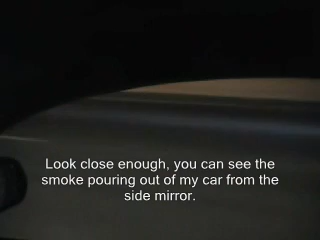 Look close enough, you can see the
smoke pouring out of my car from the
side mirror.